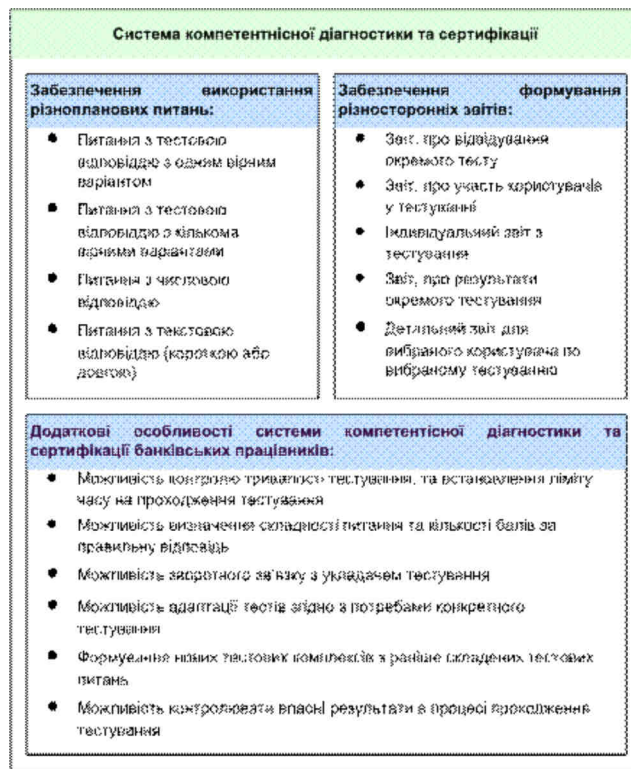 Система компетентнісної діагностики та сертифікації
Забезпечення використання
різнопланових питань:
Питання з тестовою
відповіддю з одним вірним
варіантом
Питання з тестовою
відповіддю з кількома
вірними варіантами
Питання з числовою
відповіддю
Питання з текстовою
відповіддю (короткою або
довгою)
Забезпечення формування
різносторонніх звітів:
Звіт, про відвідування
окремого тесту
Звіт, про участь користувачів
у тестуванні
Індивідуальний звіт з
тестування
Звіт, про результати
окремого тестування
Детальний звіт для
вибраного користувача по
вибраному тестуванню
Додаткові особливості системи компетентісної діагностики та
сертифікації банківських працівників:
Можливість контролю тривалості тестування, та встановлення ліміту
часу на проходження тестування
Можливість визначення складності питання та кількості балів за
правильну відповідь
Можливість зворотного зв'язку з укладачем тестування
Можливість адаптації тестів згідно з потребами конкретного
тестування
Формування нових тестових комплексів з раніше складених тестових
питань
Можливість контролювати власні результати в процесі проходження
тестування